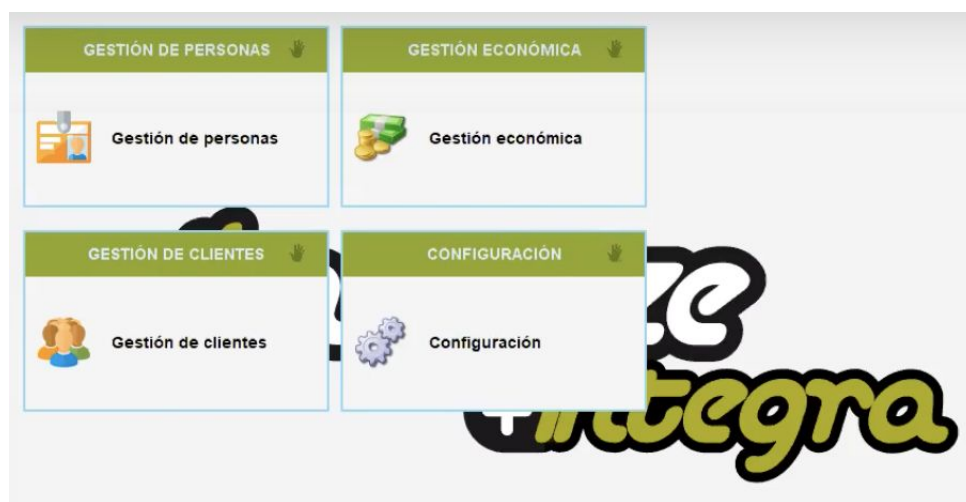 GESTIÓN DE PERSONAS
GESTIÓN ECONÓMICA
Gestión de personas
Gestión económica
GESTIÓN DE CLIENTES
CONFIGURACIÓN
Gestión de clientes
Configuración
+integra